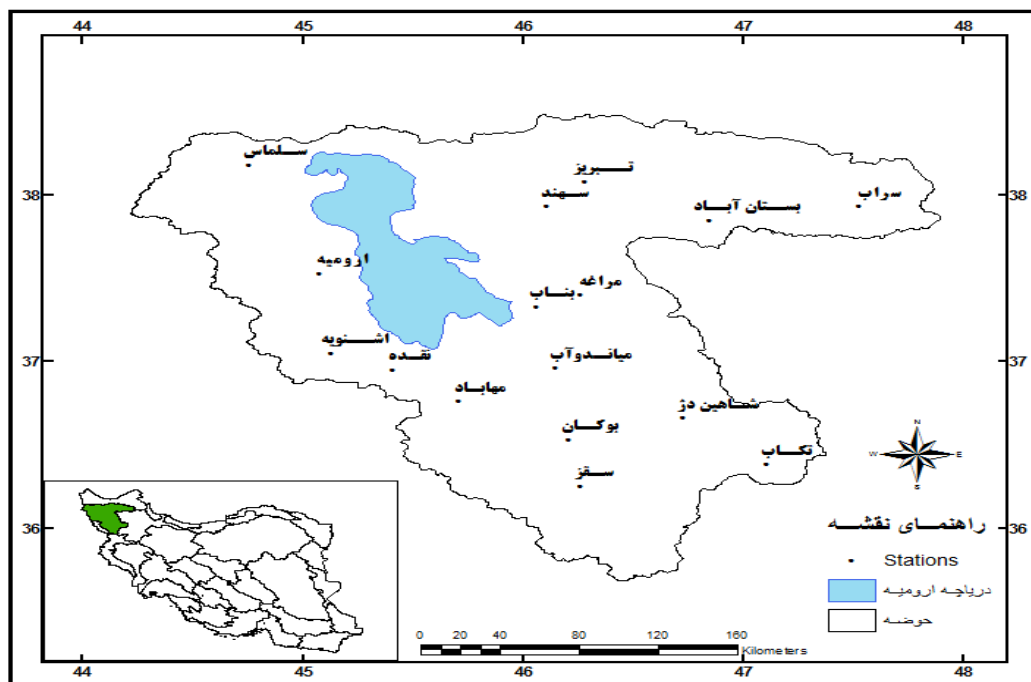 44 45 46 47 48
سلماس
تبریز
سهند
بستان آباد
سراب
38 38
ارومیه
مراغه
بناب
اشنویه
نقده
میاندوآب
37 37
مهاباد
شاهین دژ
بوکان
تکاب
سقز
N
W E
S
36 36
راهنمای نقشه
Stations
دریاچه ارومیه
حوضه
0 20 40 80 120 160
Kilometers
44 45 46 47 48